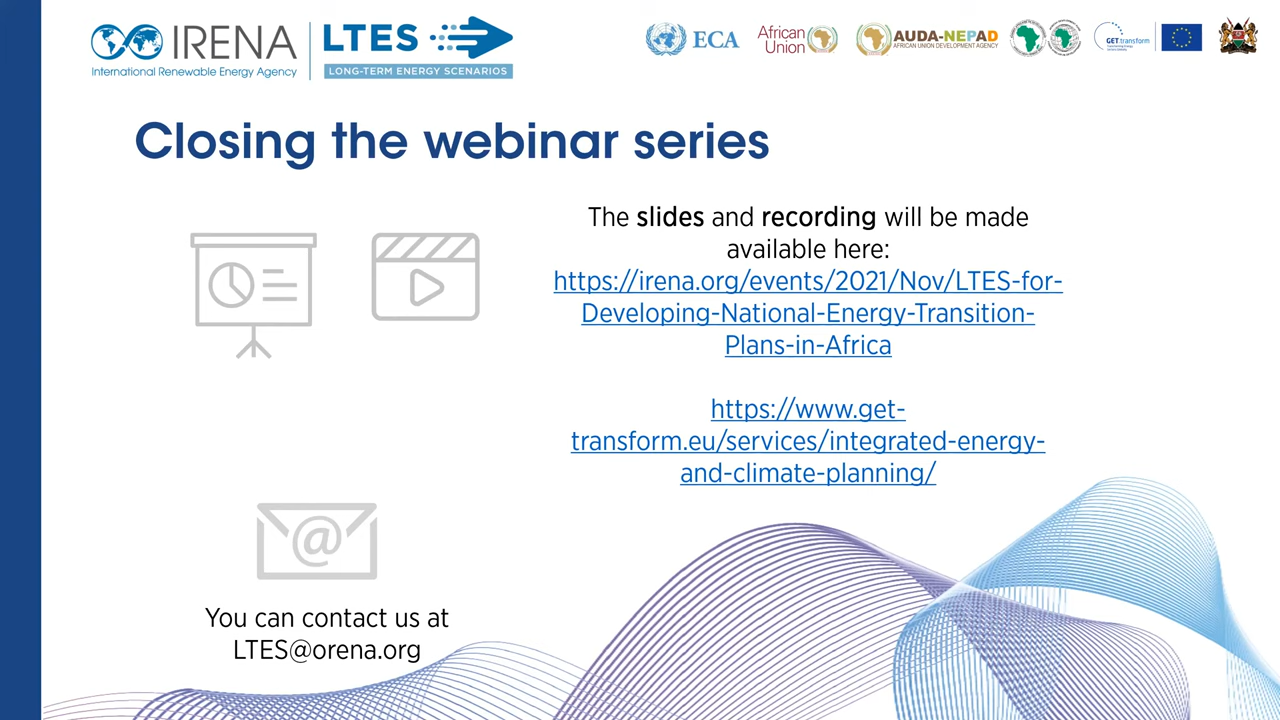 IRENA
International Renewable Energy Agency
LTES
LONG-TERM ENERGY SCENARIOS
ECA
African
Union
AUDA-NEPAD
AFRICAN UNION DEVELOPMENT AGENCY
GET.transform
Closing the webinar series
The slides and recording will be made
available here:
https://irena.org/events/2021/Nov/LTES-for-
Developing-National-Energy-Transition-
Plans-in-Africa
https://www.get-
transform.eu/services/integrated-energy-
and-climate-planning/
@
You can contact us at
LTES@orena.org